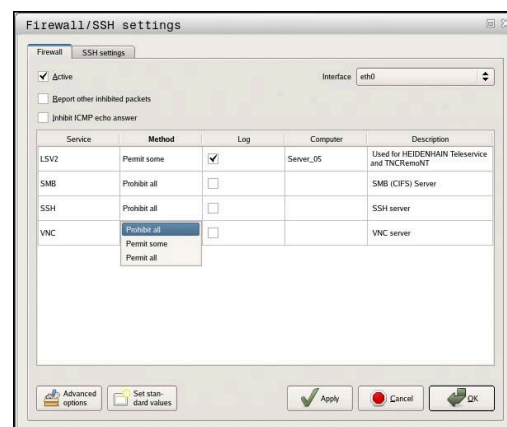 Firewall/SSH settings
Firewall SSH settings
Active Interface eth0
Report other inhibited packets
Inhibit ICMP echo answer
Service Method Log Computer Description
LSV2 Permit some Server_05 Used for HEIDENHAIN Teleservice
and TNCRemoNT
SMB Prohibit all SMB (CIFS) Server
SSH Prohibit all SSH server
VNC Prohibit all VNC server
Permit some
Permit all
Advanced
options
Set stan-
dard values
Apply
Cancel
OK